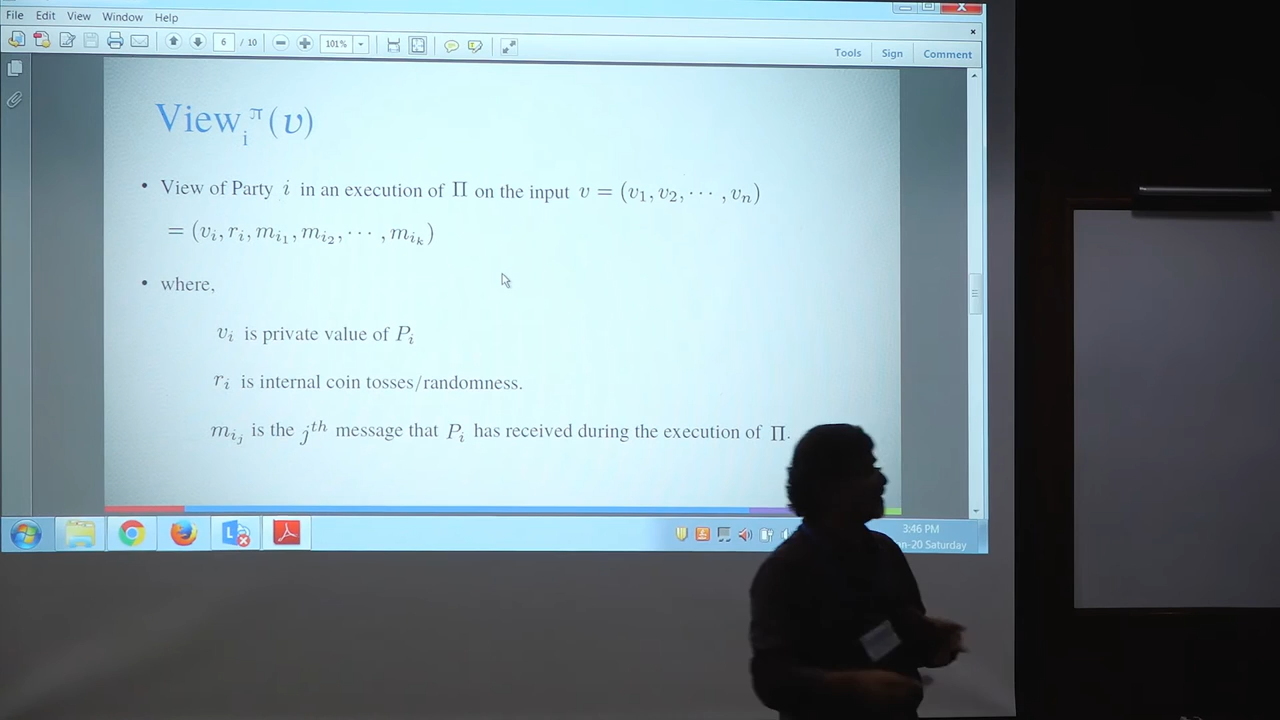 File Edit View Window Help
6 / 10 101%
Tools Sign Comment
View_i^π(v)
• View of Party i in an execution of Π on the input v = (v_1, v_2, ⋯ , v_n)
= (v_i, r_i, m_{i_1}, m_{i_2}, ⋯ , m_{i_k})
• where,
v_i is private value of P_i
r_i is internal coin tosses/randomness.
m_{i_j} is the j^{th} message that P_i has received during the execution of Π.
3:46 PM
an-20 Saturday